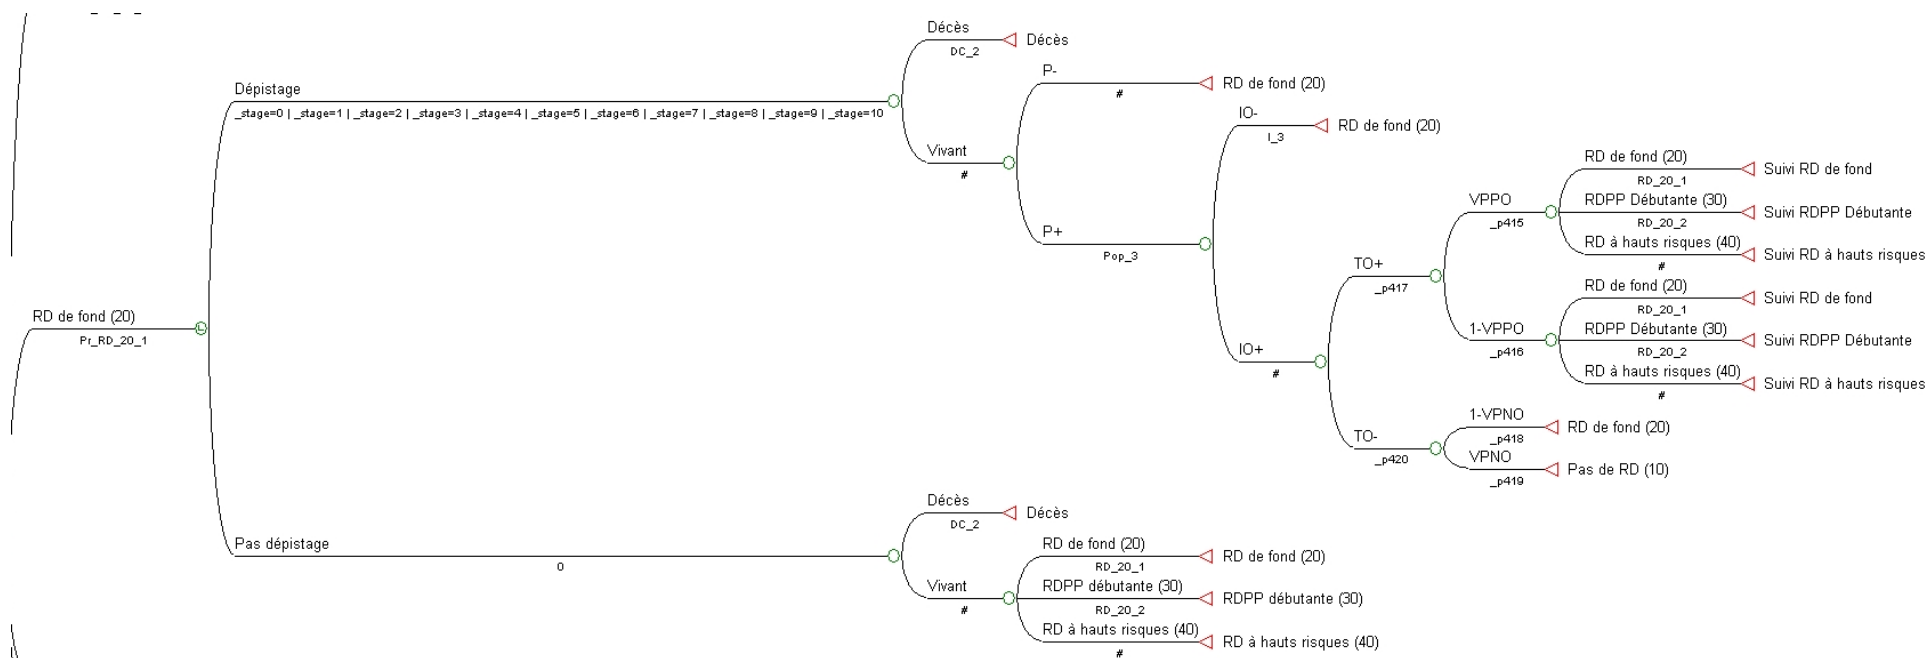 Décès
DC_2
Décès
P-
#
RD de fond (20)
Dépistage
_stage=0 | _stage=1 | _stage=2 | _stage=3 | _stage=4 | _stage=5 | _stage=6 | _stage=7 | _stage=8 | _stage=9 | _stage=10
IO-
I_3
RD de fond (20)
Vivant
#
RD de fond (20)
RD_20_1
Suivi RD de fond
VPPO
_p415
RDPP Débutante (30)
RD_20_2
Suivi RDPP Débutante
P+
Pop_3
RD à hauts risques (40)
#
Suivi RD à hauts risques
TO+
_p417
RD de fond (20)
RD_20_1
Suivi RD de fond
RD de fond (20)
Pr_RD_20_1
L
1-VPPO
_p416
RDPP Débutante (30)
RD_20_2
Suivi RDPP Débutante
IO+
#
RD à hauts risques (40)
#
Suivi RD à hauts risques
1-VPNO
_p418
RD de fond (20)
TO-
_p420
VPNO
_p419
Pas de RD (10)
Décès
DC_2
Décès
Pas dépistage
0
RD de fond (20)
RD_20_1
RD de fond (20)
Vivant
#
RDPP débutante (30)
RD_20_2
RDPP débutante (30)
RD à hauts risques (40)
#
RD à hauts risques (40)